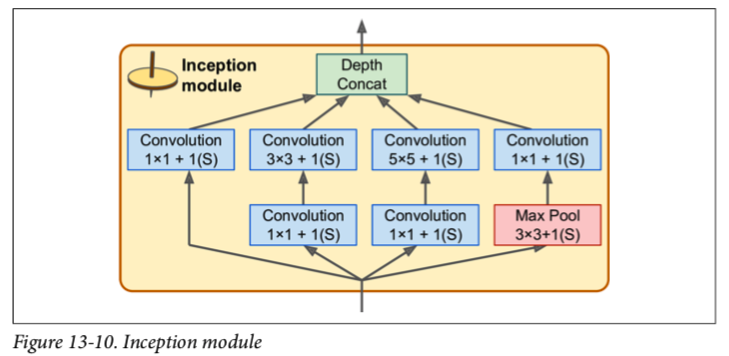 Inception
module
Depth
Concat
Convolution
1×1 + 1(S)
Convolution
3×3 + 1(S)
Convolution
5×5 + 1(S)
Convolution
1×1 + 1(S)
Convolution
1×1 + 1(S)
Convolution
1×1 + 1(S)
Max Pool
3×3+1(S)
Figure 13-10. Inception module